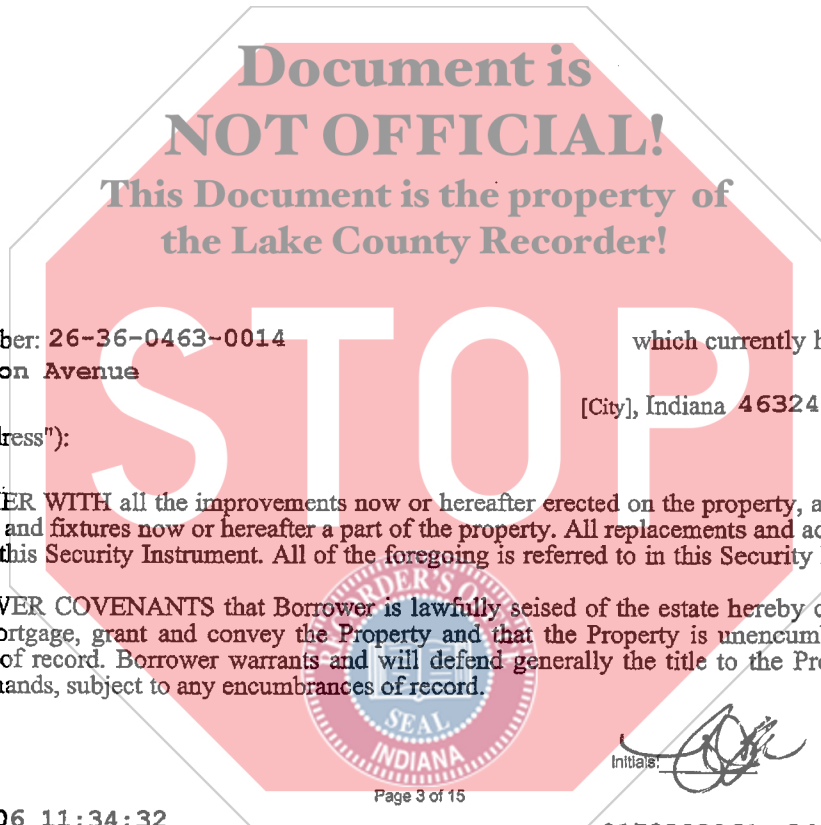 Document is
NOT OFFICIAL!
This Document is the property of
the Lake County Recorder!
STOP
ber: 26-36-0463-0014 which currently h
on Avenue
[City], Indiana 46324
ress"):
ER WITH all the improvements now or hereafter erected on the property, a
and fixtures now or hereafter a part of the property. All replacements and ad
this Security Instrument. All of the foregoing is referred to in this Security
WER COVENANTS that Borrower is lawfully seised of the estate hereby c
ortgage, grant and convey the Property and that the Property is unencumb
of record. Borrower warrants and will defend generally the title to the Pro
ands, subject to any encumbrances of record.
RECORDER'S OFFICE
SEAL
INDIANA
Initials:
Page 3 of 15
06 11:34:32